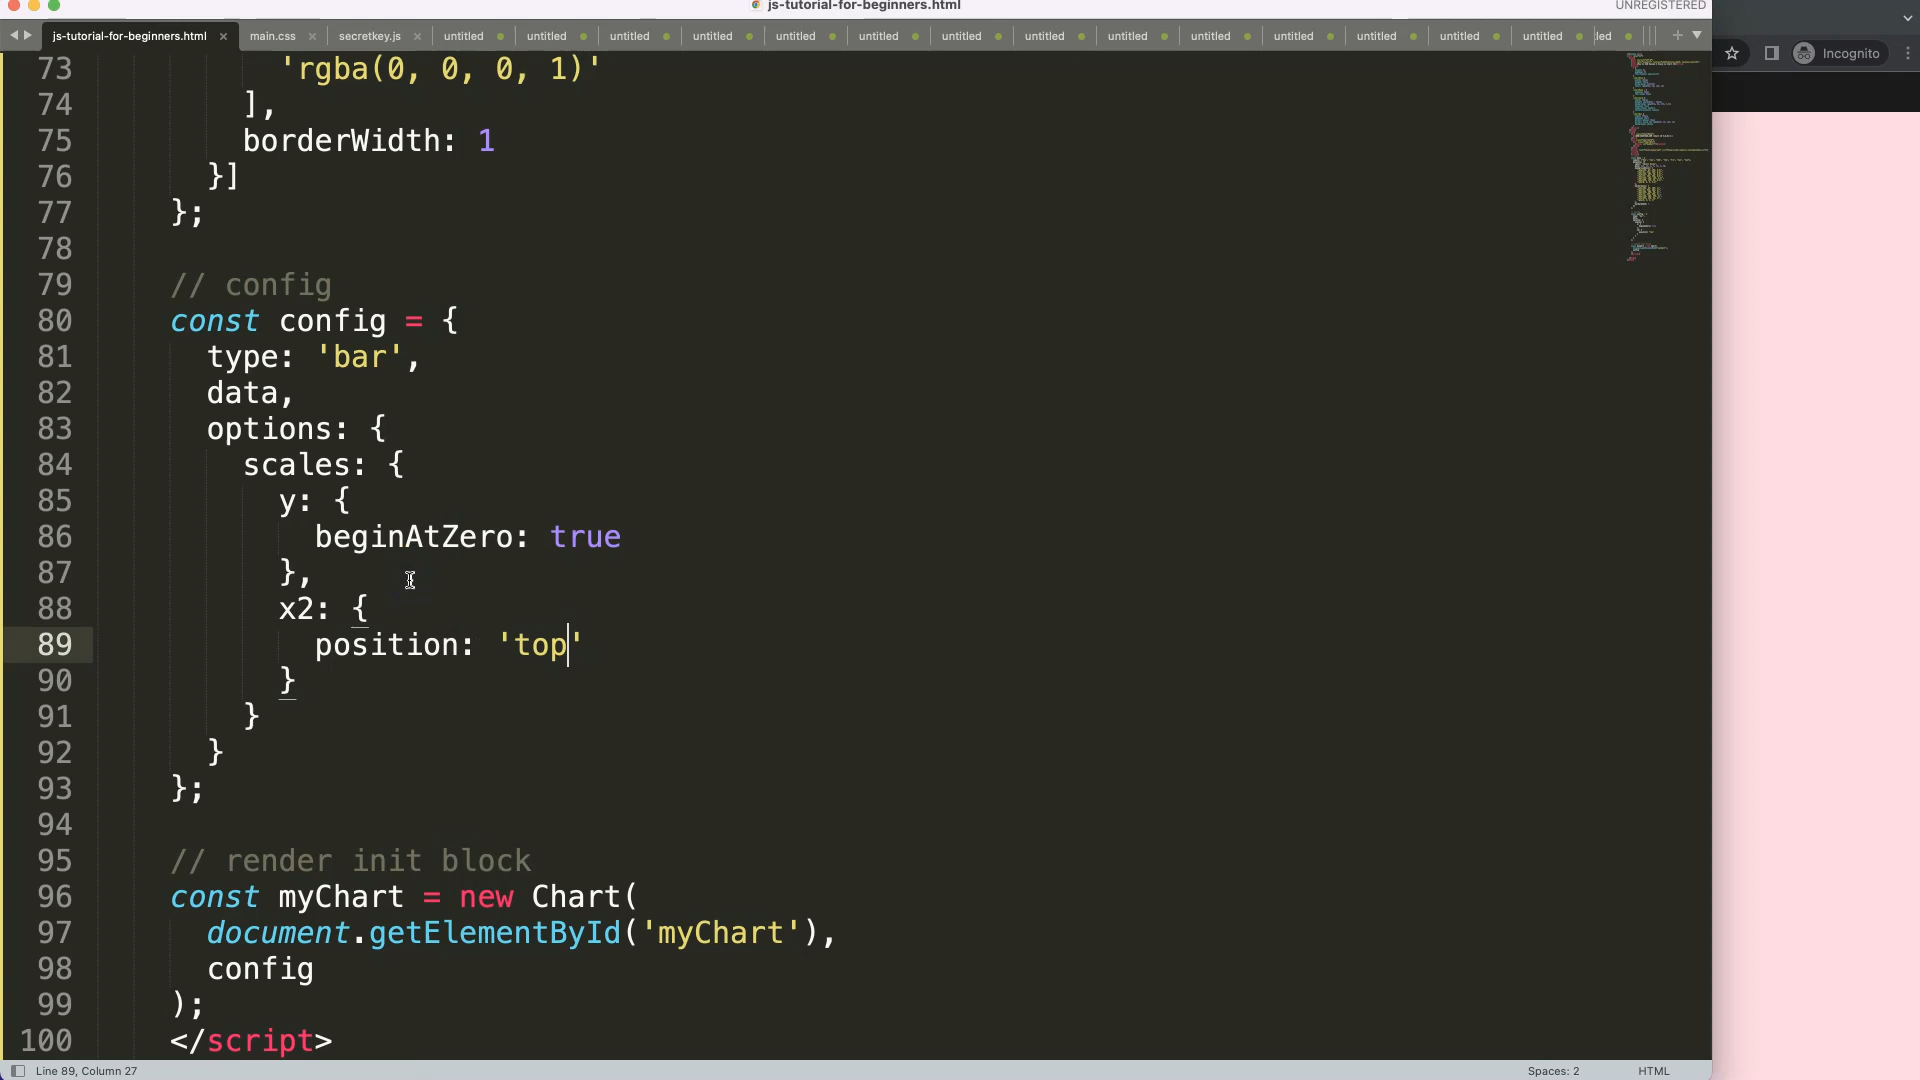 js-tutorial-for-beginners.html
UNREGISTERED
js-tutorial-for-beginners.html × main.css × secretkey.js × untitled untitled untitled untitled untitled untitled untitled untitled untitled untitled untitled untitled untitled untitled led + Incognito
73 'rgba(0, 0, 0, 1)'
74 ],
75 borderWidth: 1
76 }]
77 };
78
79 // config
80 const config = {
81 type: 'bar',
82 data,
83 options: {
84 scales: {
85 y: {
86 beginAtZero: true
87 },
88 x2: {
89 position: 'top'
90 }
91 }
92 }
93 };
94
95 // render init block
96 const myChart = new Chart(
97 document.getElementById('myChart'),
98 config
99 );
100 </script>
Line 89, Column 27
Spaces: 2
HTML